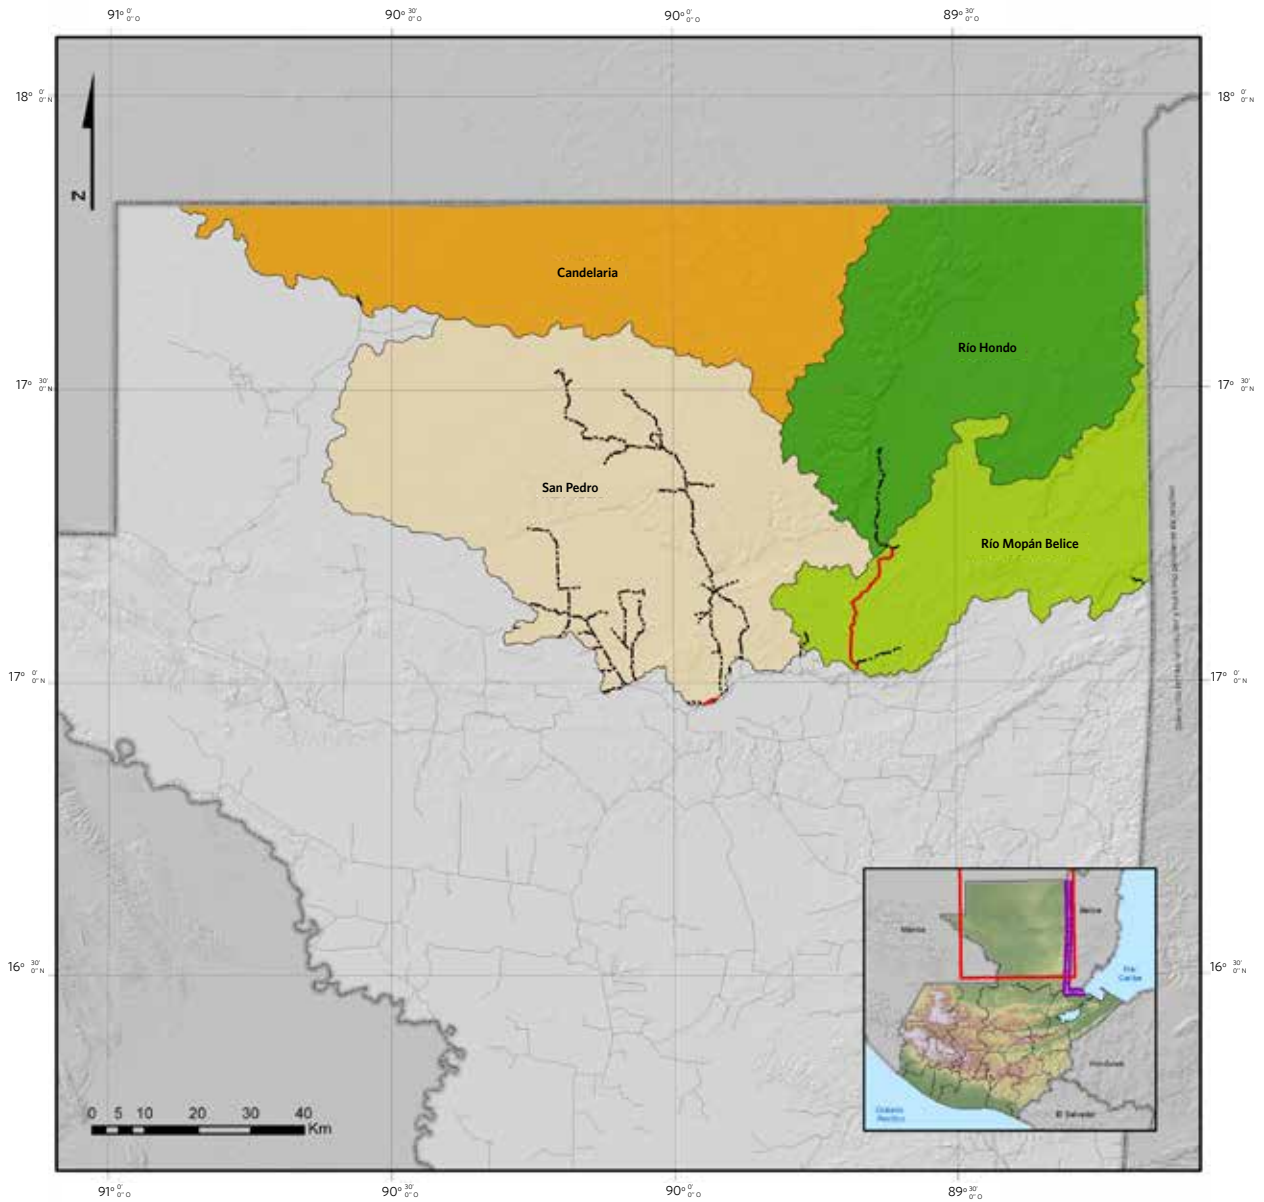 91° 0' 0" O
90° 30' 0" O
90° 0' 0" O
89° 30' 0" O
18° 0' 0" N
18° 0' 0" N
N
Candelaria
Río Hondo
17° 30' 0" N
17° 30' 0" N
San Pedro
Río Mopán Belice
17° 0' 0" N
17° 0' 0" N
Belice
México
Mar Caribe
16° 30' 0" N
16° 30' 0" N
Honduras
Océano
Pacífico
El Salvador
0 5 10 20 30 40
Km
91° 0' 0" O
90° 30' 0" O
90° 0' 0" O
89° 30' 0" O